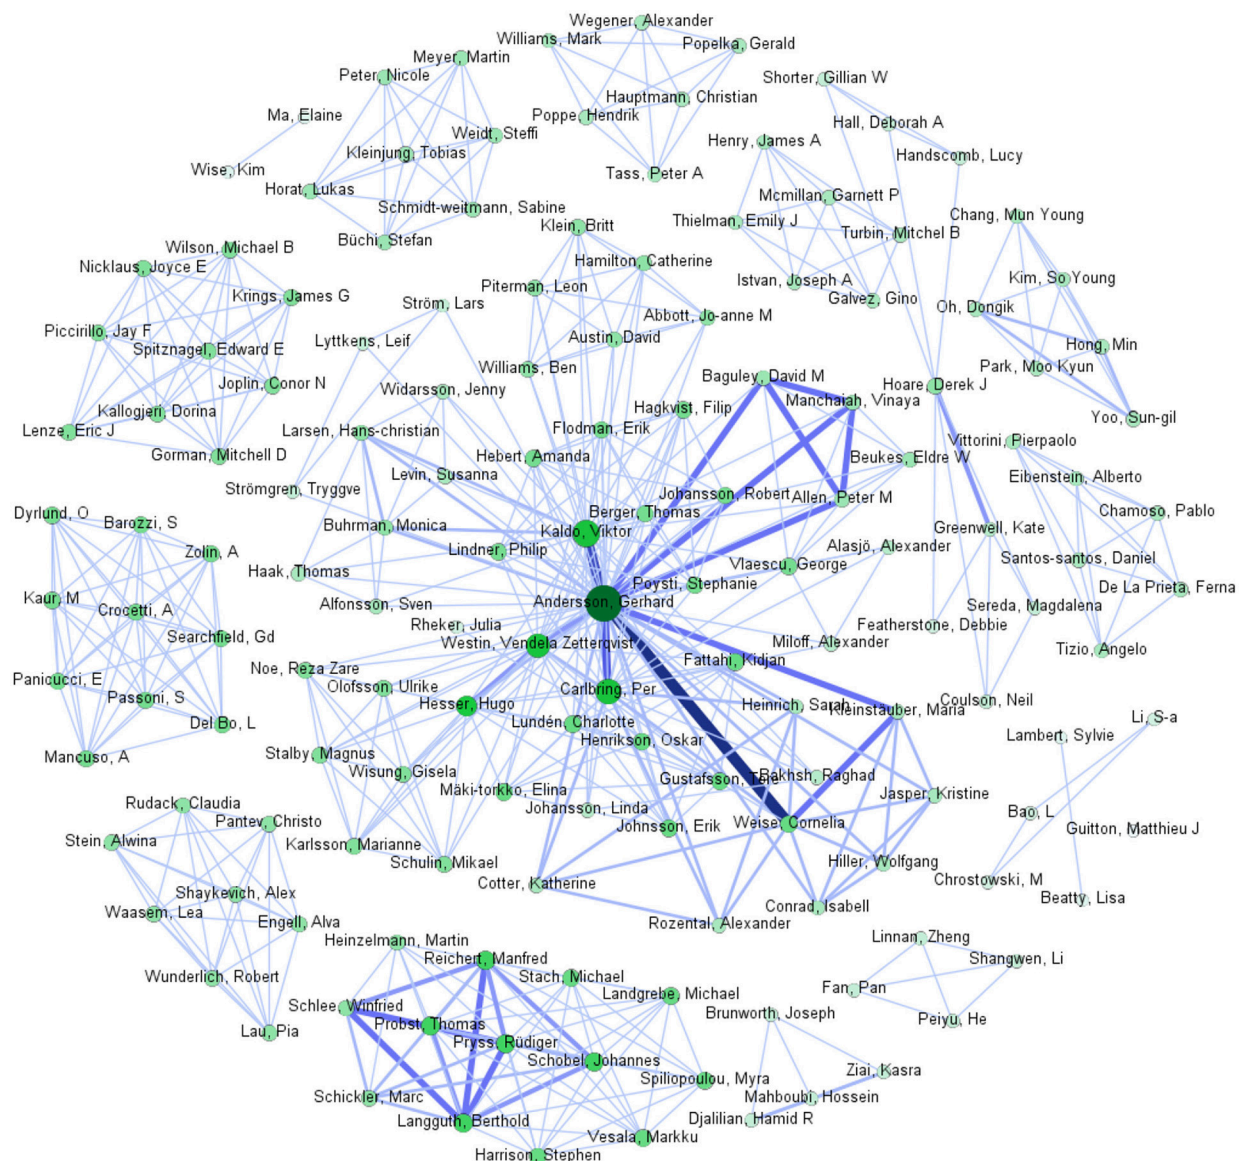 Wegener, Alexander
Williams, Mark
Popelka, Gerald
Meyer, Martin
Peter, Nicole
Shorter, Gillian W
Hauptmann, Christian
Poppe, Hendrik
Ma, Elaine
Hall, Deborah A
Weidt, Steffi
Henry, James A
Kleinjung, Tobias
Handscomb, Lucy
Wise, Kim
Tass, Peter A
Horat, Lukas
Mcmillan, Garnett P
Schmidt-weitmann, Sabine
Chang, Mun Young
Thielman, Emily J
Klein, Britt
Turbin, Mitchel B
Büchi, Stefan
Wilson, Michael B
Hamilton, Catherine
Nicklaus, Joyce E
Kim, So Young
Istvan, Joseph A
Piterman, Leon
Krings, James G
Galvez, Gino
Ström, Lars
Oh, Dongik
Abbott, Jo-anne M
Piccirillo, Jay F
Austin, David
Lyttkens, Leif
Hong, Min
Spitznagel, Edward E
Williams, Ben
Park, Moo Kyun
Baguley, David M
Joplin, Conor N
Hoare, Derek J
Widarsson, Jenny
Manchaiah, Vinaya
Hagkvist, Filip
Kallogjeri, Dorina
Yoo, Sun-gil
Lenze, Eric J
Larsen, Hans-christian
Flodman, Erik
Vittorini, Pierpaolo
Gorman, Mitchell D
Hebert, Amanda
Beukes, Eldre W
Levin, Susanna
Eibenstein, Alberto
Strömgren, Tryggve
Johansson, Robert
Allen, Peter M
Dyrlund, O
Barozzi, S
Berger, Thomas
Chamoso, Pablo
Buhrman, Monica
Kaldo, Viktor
Greenwell, Kate
Zolin, A
Lindner, Philip
Alasjö, Alexander
Haak, Thomas
Vlaescu, George
Santos-santos, Daniel
Poysti, Stephanie
De La Prieta, Ferna
Kaur, M
Crocetti, A
Alfonsson, Sven
Andersson, Gerhard
Sereda, Magdalena
Rheker, Julia
Featherstone, Debbie
Searchfield, Gd
Westin, Vendela Zetterqvist
Miloff, Alexander
Tizio, Angelo
Noe, Reza Zare
Fattahi, Kidjan
Panicucci, E
Olofsson, Ulrike
Carlbring, Per
Passoni, S
Hesser, Hugo
Heinrich, Sarah
Kleinstäuber, Maria
Coulson, Neil
Del Bo, L
Lundén, Charlotte
Li, S-a
Henrikson, Oskar
Lambert, Sylvie
Mancuso, A
Stalby, Magnus
Wisung, Gisela
Gustafsson, Tore
Bakhsh, Raghad
Mäki-torkko, Elina
Jasper, Kristine
Rudack, Claudia
Johansson, Linda
Bao, L
Pantev, Christo
Johnsson, Erik
Weise, Cornelia
Guitton, Matthieu J
Stein, Alwina
Karlsson, Marianne
Schulin, Mikael
Hiller, Wolfgang
Cotter, Katherine
Chrostowski, M
Shaykevich, Alex
Beatty, Lisa
Conrad, Isabell
Waasem, Lea
Engell, Alva
Rozental, Alexander
Heinzelmann, Martin
Linnan, Zheng
Reichert, Manfred
Shangwen, Li
Wunderlich, Robert
Stach, Michael
Fan, Pan
Landgrebe, Michael
Schlee, Winfried
Brunworth, Joseph
Probst, Thomas
Peiyu, He
Lau, Pia
Pryss, Rüdiger
Schobel, Johannes
Ziai, Kasra
Spiliopoulou, Myra
Schickler, Marc
Mahboubi, Hossein
Langguth, Berthold
Djalilian, Hamid R
Vesala, Markku
Harrison, Stephen